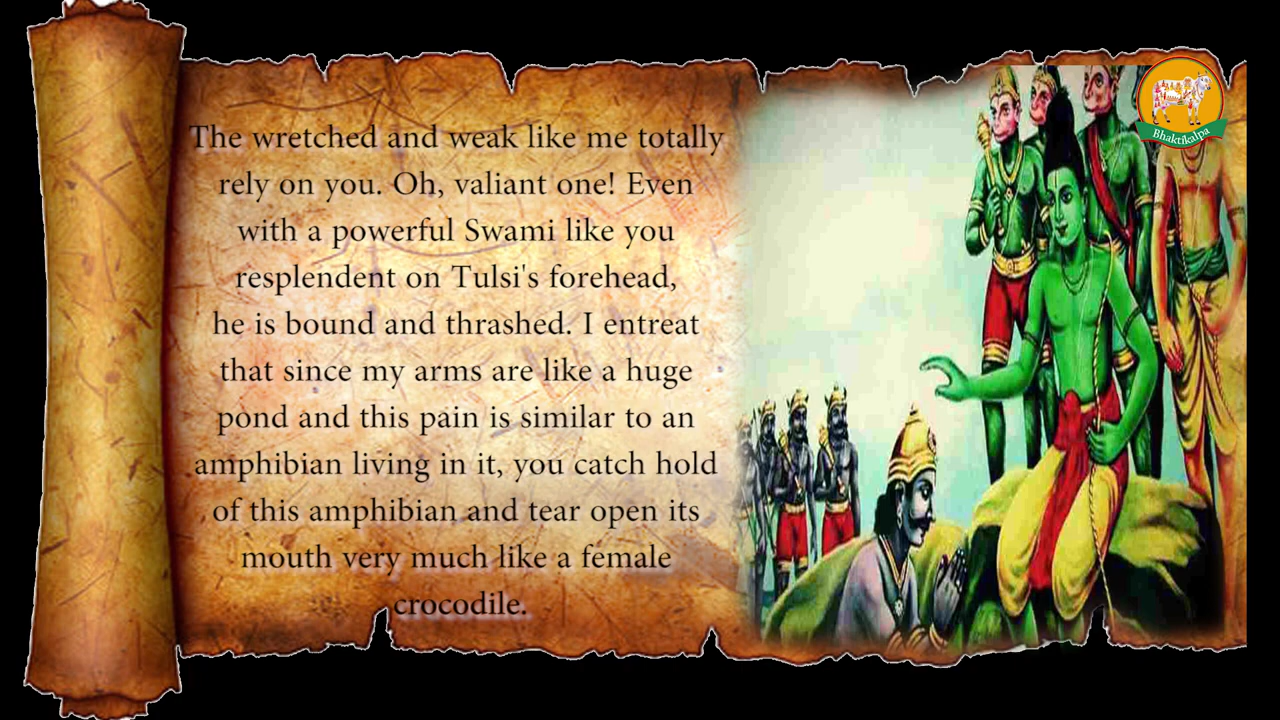 The wretched and weak like me totally
rely on you. Oh, valiant one! Even
with a powerful Swami like you
resplendent on Tulsi's forehead,
he is bound and thrashed. I entreat
that since my arms are like a huge
pond and this pain is similar to an
amphibian living in it, you catch hold
of this amphibian and tear open its
mouth very much like a female
crocodile.
Bhaktikalpa